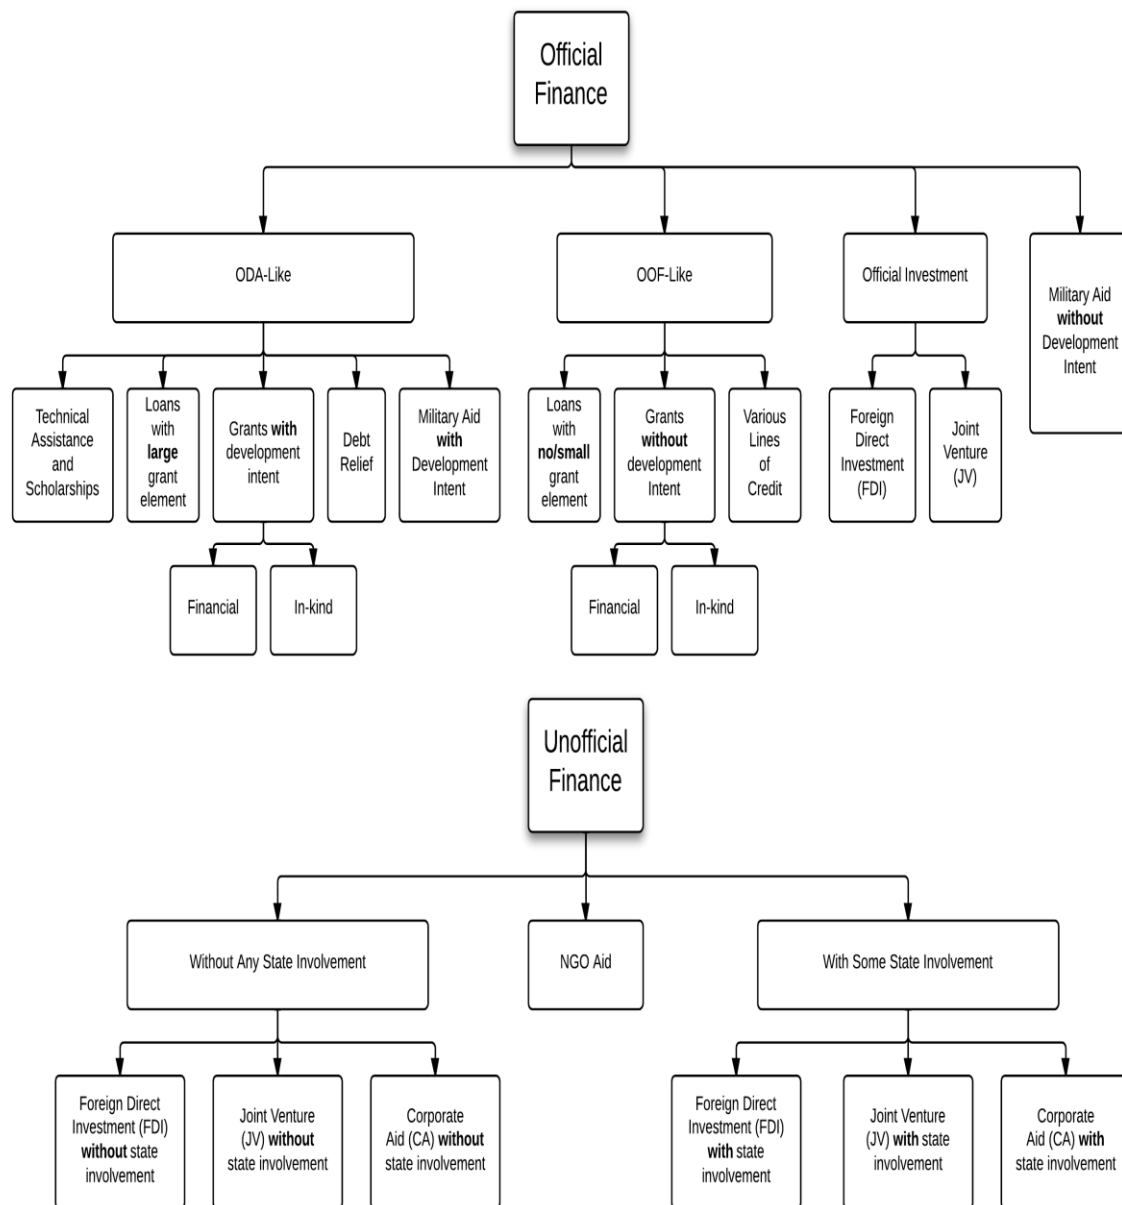 Official
Finance
ODA-Like
OOF-Like
Official Investment
Military Aid
without
Development
Intent
Technical
Assistance
and
Scholarships
Loans
with
large
grant
element
Grants with
development
intent
Debt
Relief
Military Aid
with
Development
Intent
Loans
with
no/small
grant
element
Grants
without
development
Intent
Various
Lines
of
Credit
Foreign
Direct
Investment
(FDI)
Joint
Venture
(JV)
Financial
In-kind
Financial
In-kind
Unofficial
Finance
Without Any State Involvement
NGO Aid
With Some State Involvement
Foreign Direct
Investment (FDI)
without state
involvement
Joint Venture
(JV) without
state involvement
Corporate
Aid (CA) without
state involvement
Foreign Direct
Investment (FDI)
with state
involvement
Joint Venture
(JV) with state
involvement
Corporate
Aid (CA) with
state involvement